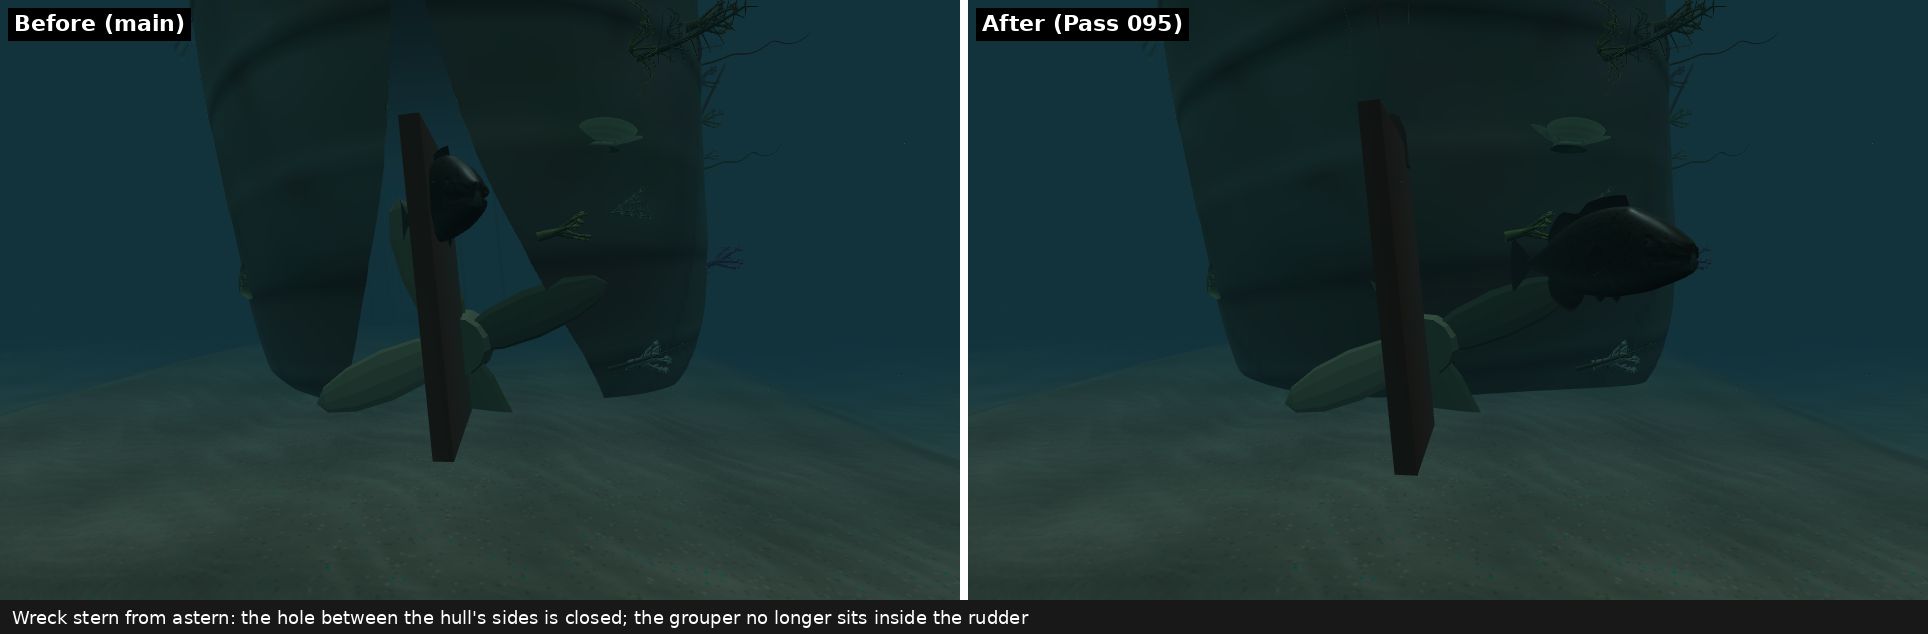 Before (main)
After (Pass 095)
Wreck stern from astern: the hole between the hull's sides is closed; the grouper no longer sits inside the rudder